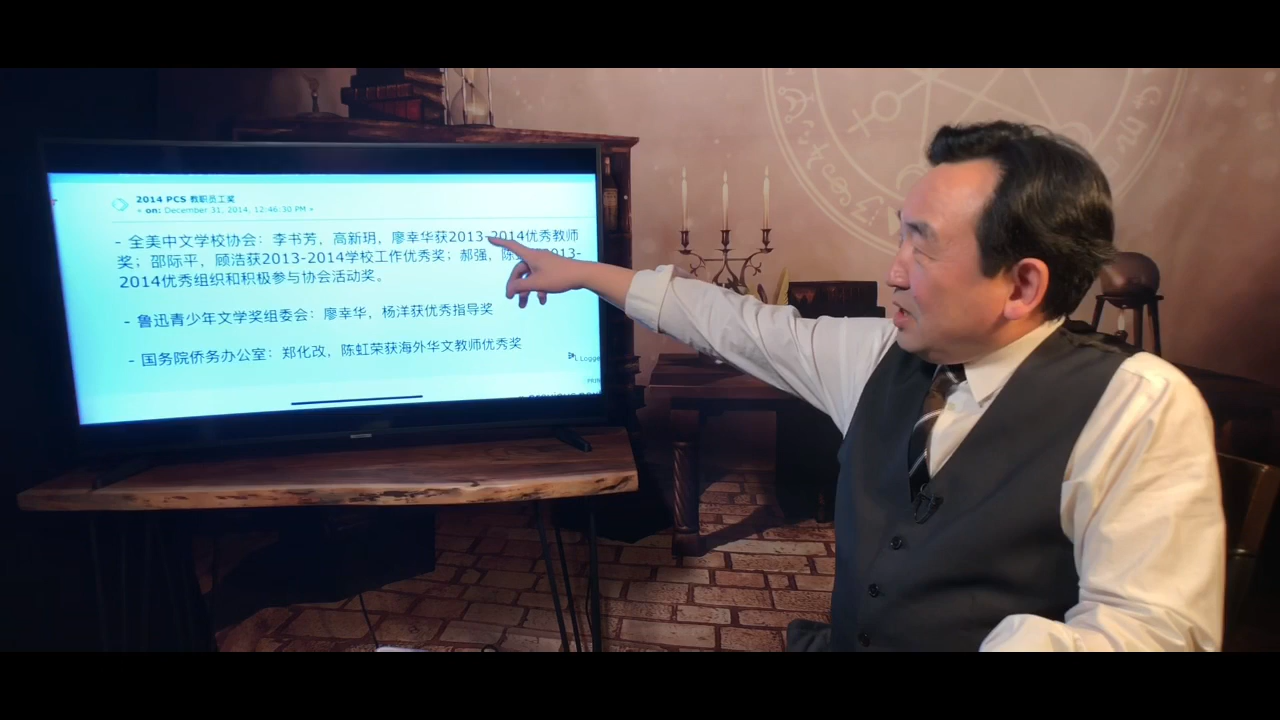 2014 PCS 教职员工奖
« on: December 31, 2014, 12:46:30 PM »
- 全美中文学校协会：李书芳，高新玥，廖幸华获2013-2014优秀教师
奖；邵际平，顾浩获2013-2014学校工作优秀奖；郝强，陈 2013-
2014优秀组织和积极参与协会活动奖。
- 鲁迅青少年文学奖组委会：廖幸华，杨洋获优秀指导奖
- 国务院侨务办公室：郑化改，陈虹荣获海外华文教师优秀奖